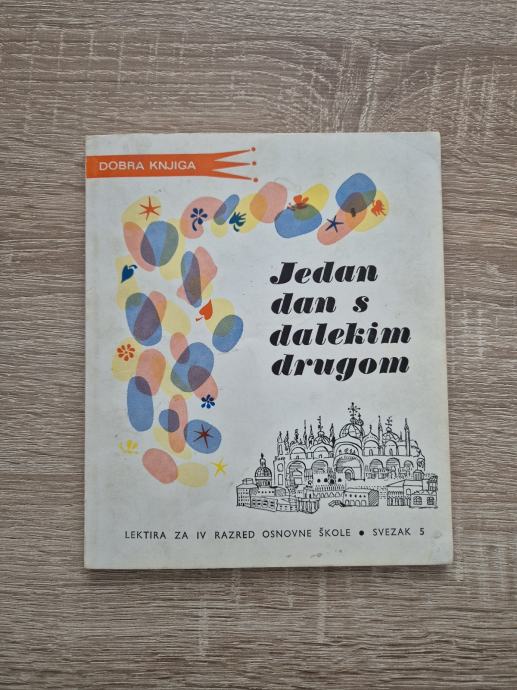 DOBRA KNJIGA
Jedan
dan s
dalekim
drugom
LEKTIRA ZA IV RAZRED OSNOVNE ŠKOLE • SVEZAK 5